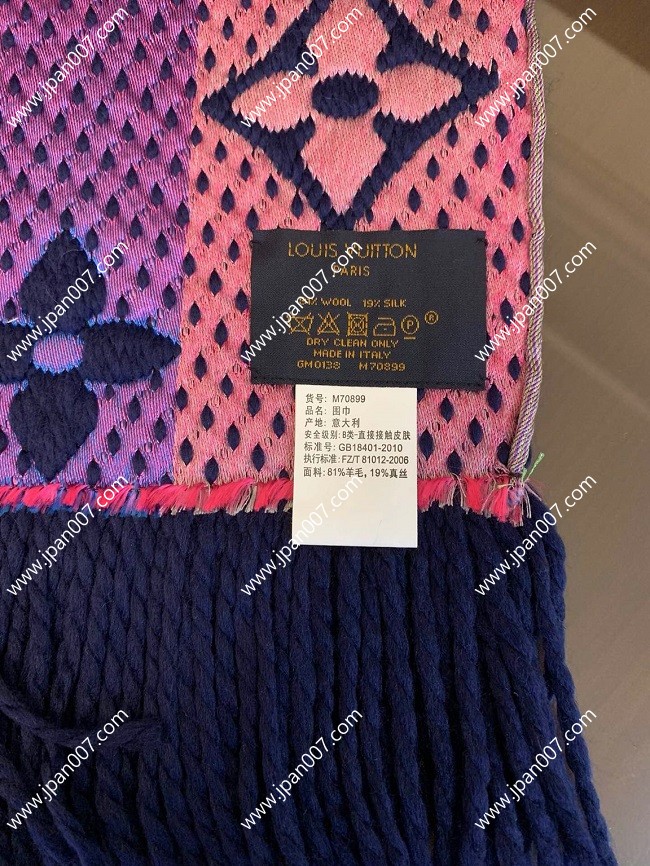 www.jpan007.com
LOUIS VUITTON
PARIS
81% WOOL 19% SILK
P
®
DRY CLEAN ONLY
MADE IN ITALY
GM0138 M70899
货号: M70899
品名: 围巾
产地: 意大利
安全级别: B类-直接接触皮肤
标准号: GB18401-2010
执行标准: FZ/T 81012-2006
面料: 81%羊毛, 19%真丝